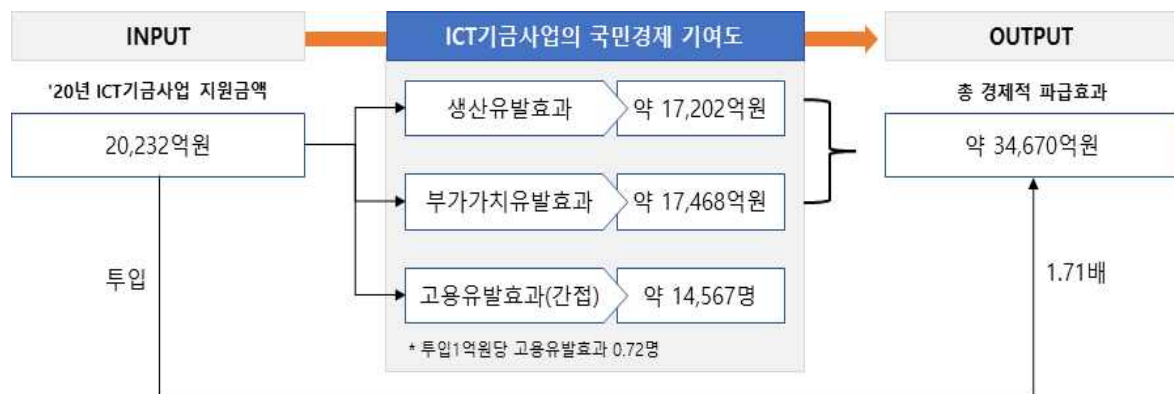 INPUT
ICT기금사업의 국민경제 기여도
OUTPUT
'20년 ICT기금사업 지원금액
20,232억원
생산유발효과
약 17,202억원
부가가치유발효과
약 17,468억원
고용유발효과(간접)
약 14,567명
* 투입1억원당 고용유발효과 0.72명
총 경제적 파급효과
약 34,670억원
투입
1.71배